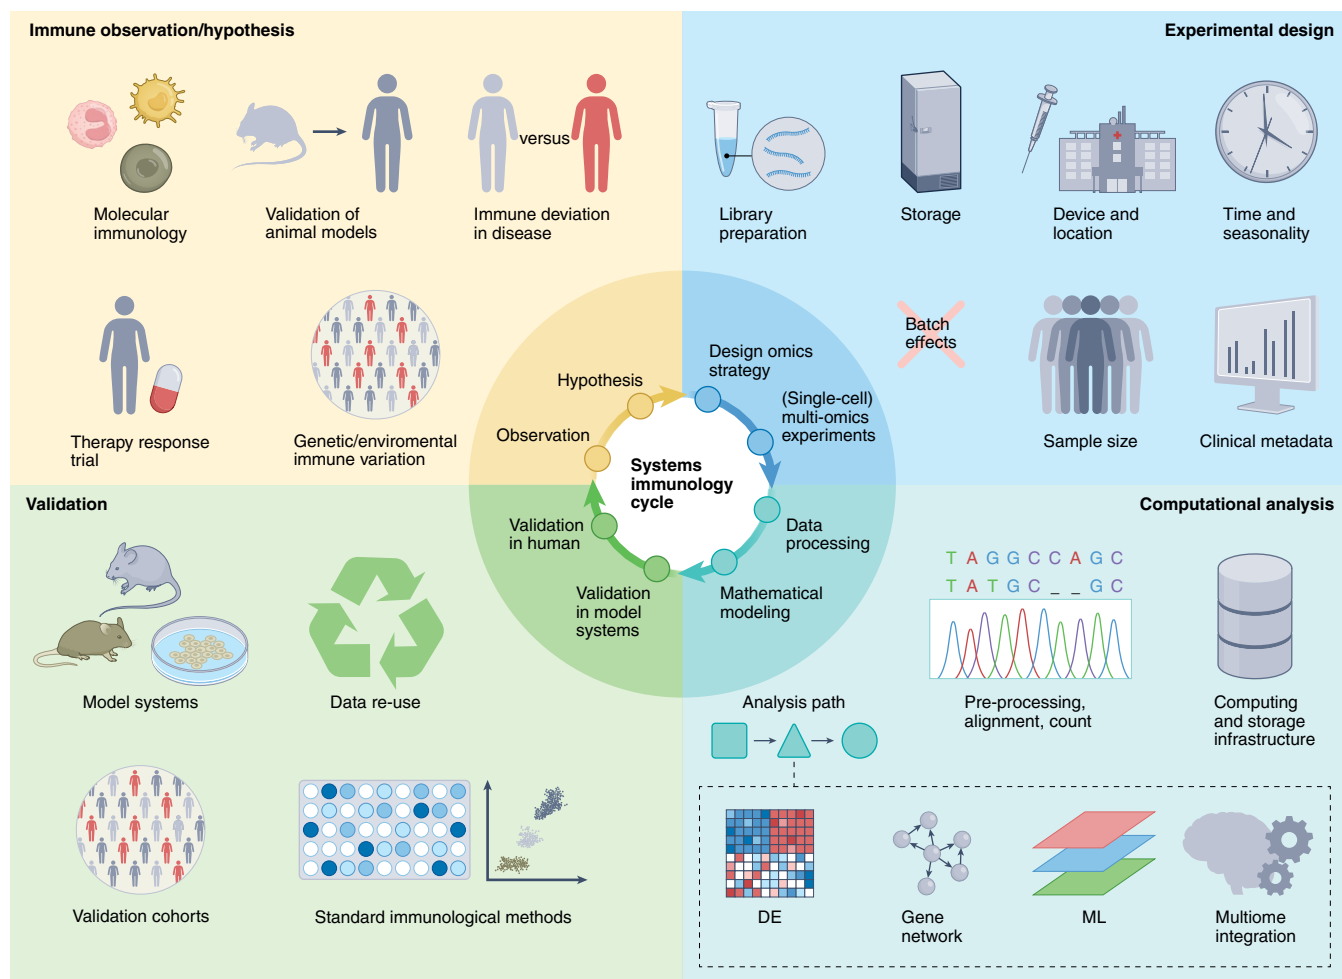 Immune observation/hypothesis
Molecular
immunology
Validation of
animal models
versus
Immune deviation
in disease
Therapy response
trial
Genetic/enviromental
immune variation
Experimental design
Library
preparation
Storage
Device and
location
Time and
seasonality
Batch
effects
Sample size
Clinical metadata
Systems
immunology
cycle
Observation
Hypothesis
Design omics
strategy
(Single-cell)
multi-omics
experiments
Data
processing
Mathematical
modeling
Validation
in model
systems
Validation
in human
Validation
Model systems
Data re-use
Validation cohorts
Standard immunological methods
Computational analysis
T A G G C C A G C
T A T G C _ _ G C
Pre-processing,
alignment, count
Computing
and storage
infrastructure
Analysis path
DE
Gene
network
ML
Multiome
integration